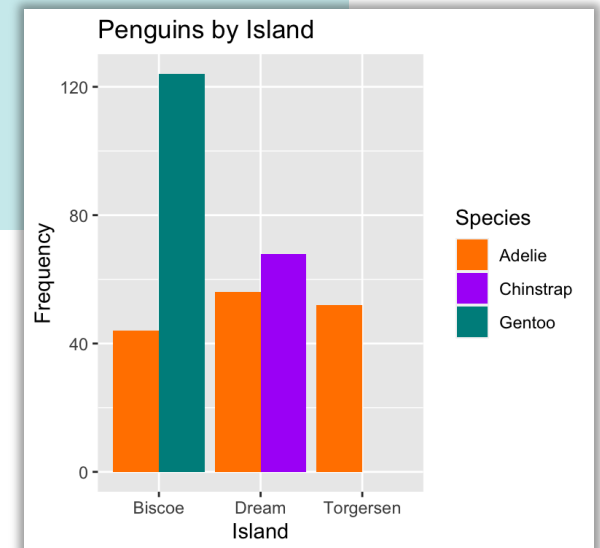 Penguins by Island
120
80
40
0
Frequency
Biscoe Dream Torgersen
Island
Species
Adelie
Chinstrap
Gentoo